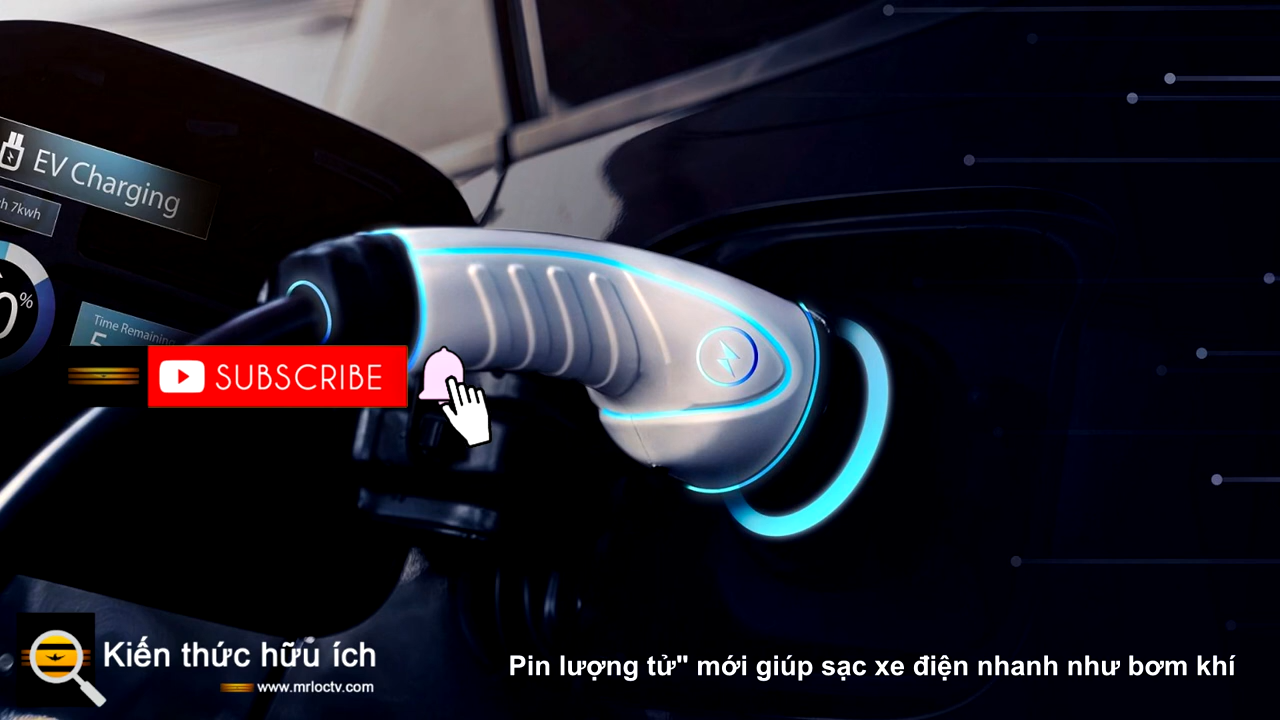 EV Charging
7kwh
%
Time Remaining
SUBSCRIBE
Kiến thức hữu ích
www.mrloctv.com
Pin lượng tử" mới giúp sạc xe điện nhanh như bơm khí